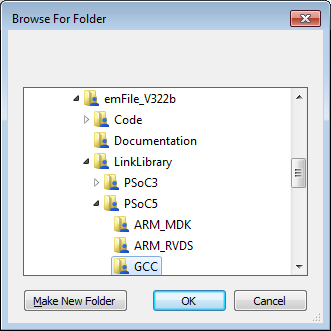 Browse For Folder
emFile_V322b
Code
Documentation
LinkLibrary
PSoC3
PSoC5
ARM_MDK
ARM_RVDS
GCC
Make New Folder OK Cancel